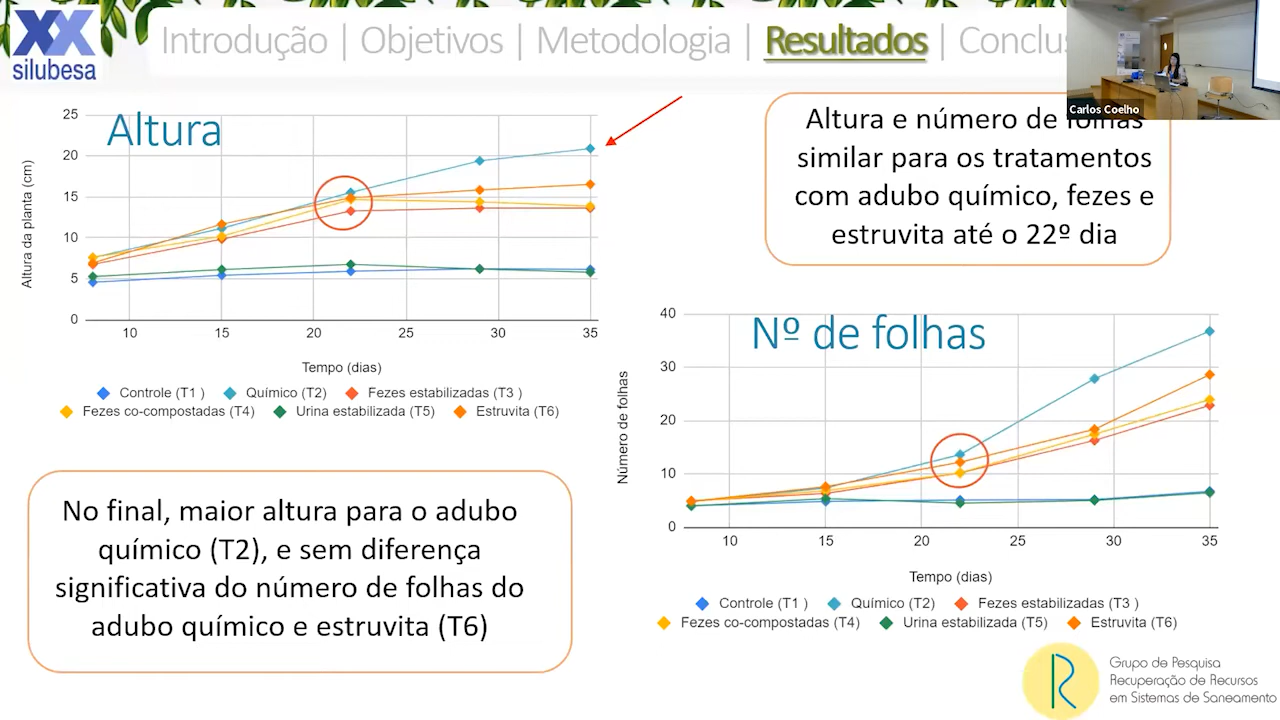 silubesa
Introdução | Objetivos | Metodologia | Resultados |
Carlos Coelho
Altura
Altura da planta (cm)
25
20
15
10
5
0
10
15
20
25
30
35
Tempo (dias)
Controle (T1 )
Químico (T2)
Fezes estabilizadas (T3 )
Fezes co-compostadas (T4)
Urina estabilizada (T5)
Estruvita (T6)
Altura e número de folhas
similar para os tratamentos
com adubo químico, fezes e
estruvita até o 22º dia
No final, maior altura para o adubo
químico (T2), e sem diferença
significativa do número de folhas do
adubo químico e estruvita (T6)
Nº de folhas
Número de folhas
40
30
20
10
0
10
15
20
25
30
35
Tempo (dias)
Controle (T1 )
Químico (T2)
Fezes estabilizadas (T3 )
Fezes co-compostadas (T4)
Urina estabilizada (T5)
Estruvita (T6)
Grupo de Pesquisa
Recuperação de Recursos
em Sistemas de Saneamento